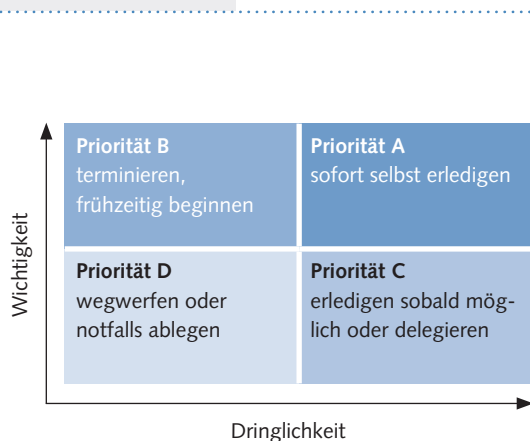 Priorität B
terminieren,
frühzeitig beginnen
Priorität A
sofort selbst erledigen
Priorität D
wegwerfen oder
notfalls ablegen
Priorität C
erledigen sobald mög-
lich oder delegieren
Wichtigkeit
Dringlichkeit